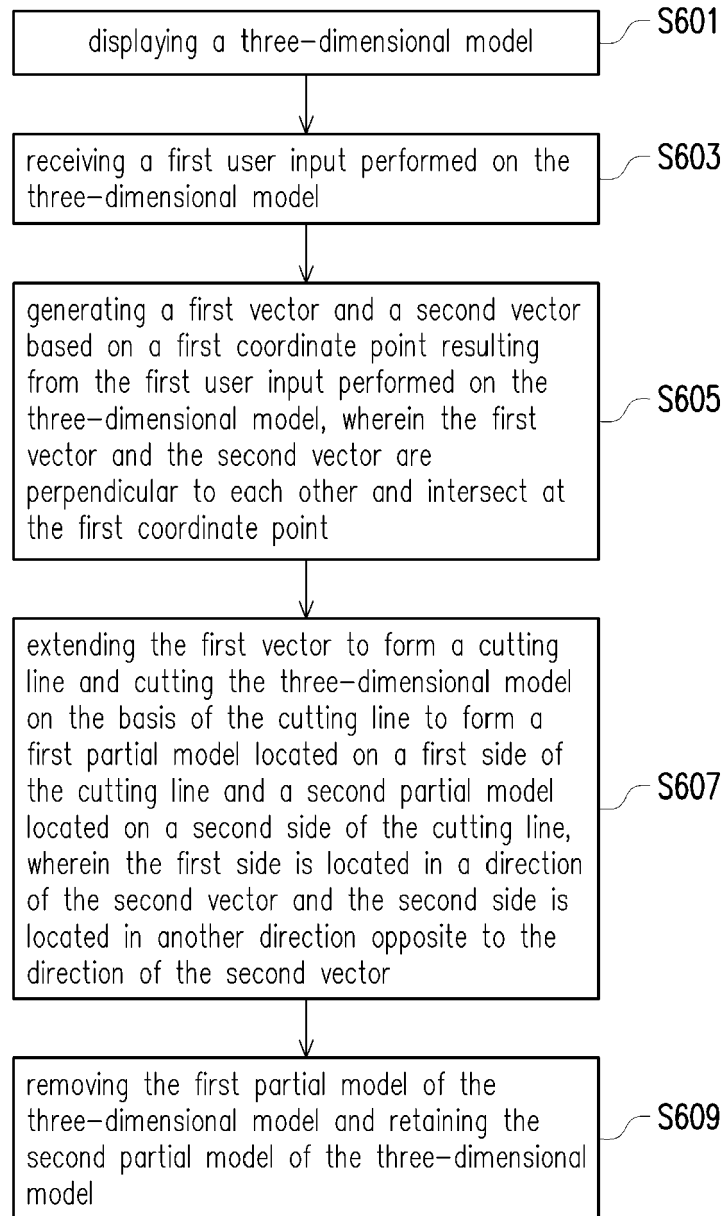 displaying a three-dimensional model
S601
receiving a first user input performed on the
three-dimensional model
S603
generating a first vector and a second vector
based on a first coordinate point resulting
from the first user input performed on the
three-dimensional model, wherein the first
vector and the second vector are
perpendicular to each other and intersect at
the first coordinate point
S605
extending the first vector to form a cutting
line and cutting the three-dimensional model
on the basis of the cutting line to form a
first partial model located on a first side of
the cutting line and a second partial model
located on a second side of the cutting line,
wherein the first side is located in a direction
of the second vector and the second side is
located in another direction opposite to the
direction of the second vector
S607
removing the first partial model of the
three-dimensional model and retaining the
second partial model of the three-dimensional
model
S609